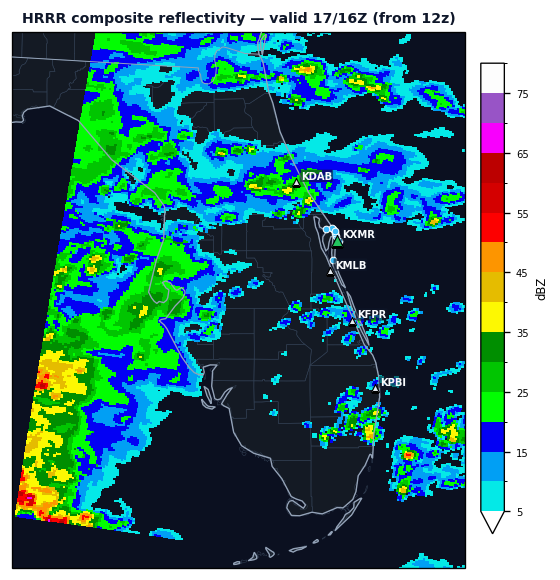 HRRR composite reflectivity — valid 17/16Z (from 12z)
KDAB
KXMR
KMLB
KFPR
KPBI
75
65
55
45
35
25
15
5
dBZ